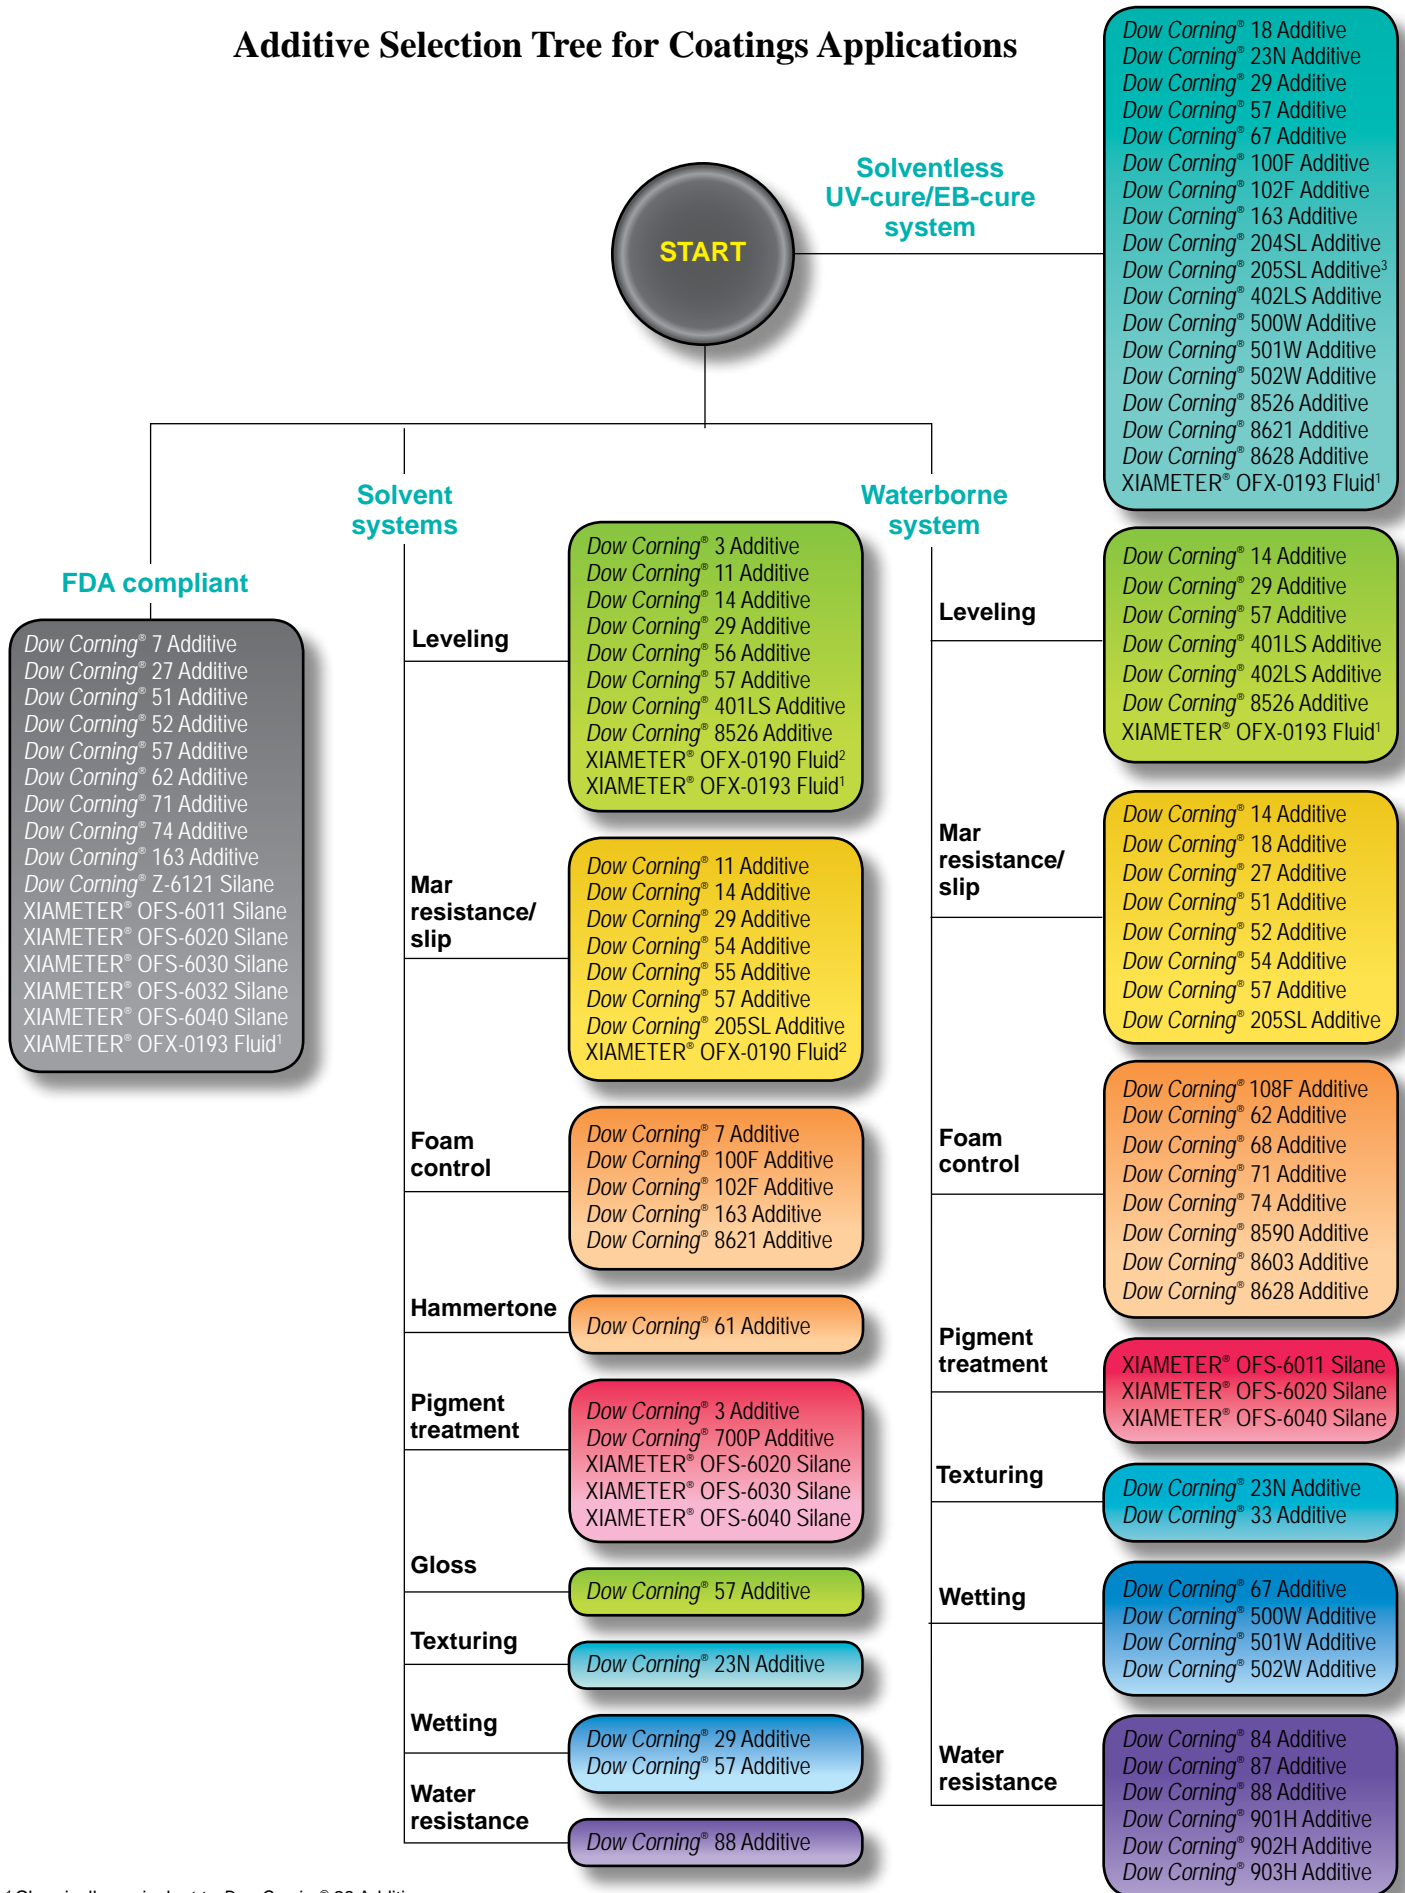 Additive Selection Tree for Coatings Applications
START
Solventless
UV-cure/EB-cure
system
Dow Corning® 18 Additive
Dow Corning® 23N Additive
Dow Corning® 29 Additive
Dow Corning® 57 Additive
Dow Corning® 67 Additive
Dow Corning® 100F Additive
Dow Corning® 102F Additive
Dow Corning® 163 Additive
Dow Corning® 204SL Additive
Dow Corning® 205SL Additive³
Dow Corning® 402LS Additive
Dow Corning® 500W Additive
Dow Corning® 501W Additive
Dow Corning® 502W Additive
Dow Corning® 8526 Additive
Dow Corning® 8621 Additive
Dow Corning® 8628 Additive
XIAMETER® OFX-0193 Fluid¹
FDA compliant
Dow Corning® 7 Additive
Dow Corning® 27 Additive
Dow Corning® 51 Additive
Dow Corning® 52 Additive
Dow Corning® 57 Additive
Dow Corning® 62 Additive
Dow Corning® 71 Additive
Dow Corning® 74 Additive
Dow Corning® 163 Additive
Dow Corning® Z-6121 Silane
XIAMETER® OFS-6011 Silane
XIAMETER® OFS-6020 Silane
XIAMETER® OFS-6030 Silane
XIAMETER® OFS-6032 Silane
XIAMETER® OFS-6040 Silane
XIAMETER® OFX-0193 Fluid¹
Solvent
systems
Leveling
Dow Corning® 3 Additive
Dow Corning® 11 Additive
Dow Corning® 14 Additive
Dow Corning® 29 Additive
Dow Corning® 56 Additive
Dow Corning® 57 Additive
Dow Corning® 401LS Additive
Dow Corning® 8526 Additive
XIAMETER® OFX-0190 Fluid²
XIAMETER® OFX-0193 Fluid¹
Mar
resistance/
slip
Dow Corning® 11 Additive
Dow Corning® 14 Additive
Dow Corning® 29 Additive
Dow Corning® 54 Additive
Dow Corning® 55 Additive
Dow Corning® 57 Additive
Dow Corning® 205SL Additive
XIAMETER® OFX-0190 Fluid²
Foam
control
Dow Corning® 7 Additive
Dow Corning® 100F Additive
Dow Corning® 102F Additive
Dow Corning® 163 Additive
Dow Corning® 8621 Additive
Hammertone
Dow Corning® 61 Additive
Pigment
treatment
Dow Corning® 3 Additive
Dow Corning® 700P Additive
XIAMETER® OFS-6020 Silane
XIAMETER® OFS-6030 Silane
XIAMETER® OFS-6040 Silane
Gloss
Dow Corning® 57 Additive
Texturing
Dow Corning® 23N Additive
Wetting
Dow Corning® 29 Additive
Dow Corning® 57 Additive
Water
resistance
Dow Corning® 88 Additive
Waterborne
system
Leveling
Dow Corning® 14 Additive
Dow Corning® 29 Additive
Dow Corning® 57 Additive
Dow Corning® 401LS Additive
Dow Corning® 402LS Additive
Dow Corning® 8526 Additive
XIAMETER® OFX-0193 Fluid¹
Mar
resistance/
slip
Dow Corning® 14 Additive
Dow Corning® 18 Additive
Dow Corning® 27 Additive
Dow Corning® 51 Additive
Dow Corning® 52 Additive
Dow Corning® 54 Additive
Dow Corning® 57 Additive
Dow Corning® 205SL Additive
Foam
control
Dow Corning® 108F Additive
Dow Corning® 62 Additive
Dow Corning® 68 Additive
Dow Corning® 71 Additive
Dow Corning® 74 Additive
Dow Corning® 8590 Additive
Dow Corning® 8603 Additive
Dow Corning® 8628 Additive
Pigment
treatment
XIAMETER® OFS-6011 Silane
XIAMETER® OFS-6020 Silane
XIAMETER® OFS-6040 Silane
Texturing
Dow Corning® 23N Additive
Dow Corning® 33 Additive
Wetting
Dow Corning® 67 Additive
Dow Corning® 500W Additive
Dow Corning® 501W Additive
Dow Corning® 502W Additive
Water
resistance
Dow Corning® 84 Additive
Dow Corning® 87 Additive
Dow Corning® 88 Additive
Dow Corning® 901H Additive
Dow Corning® 902H Additive
Dow Corning® 903H Additive